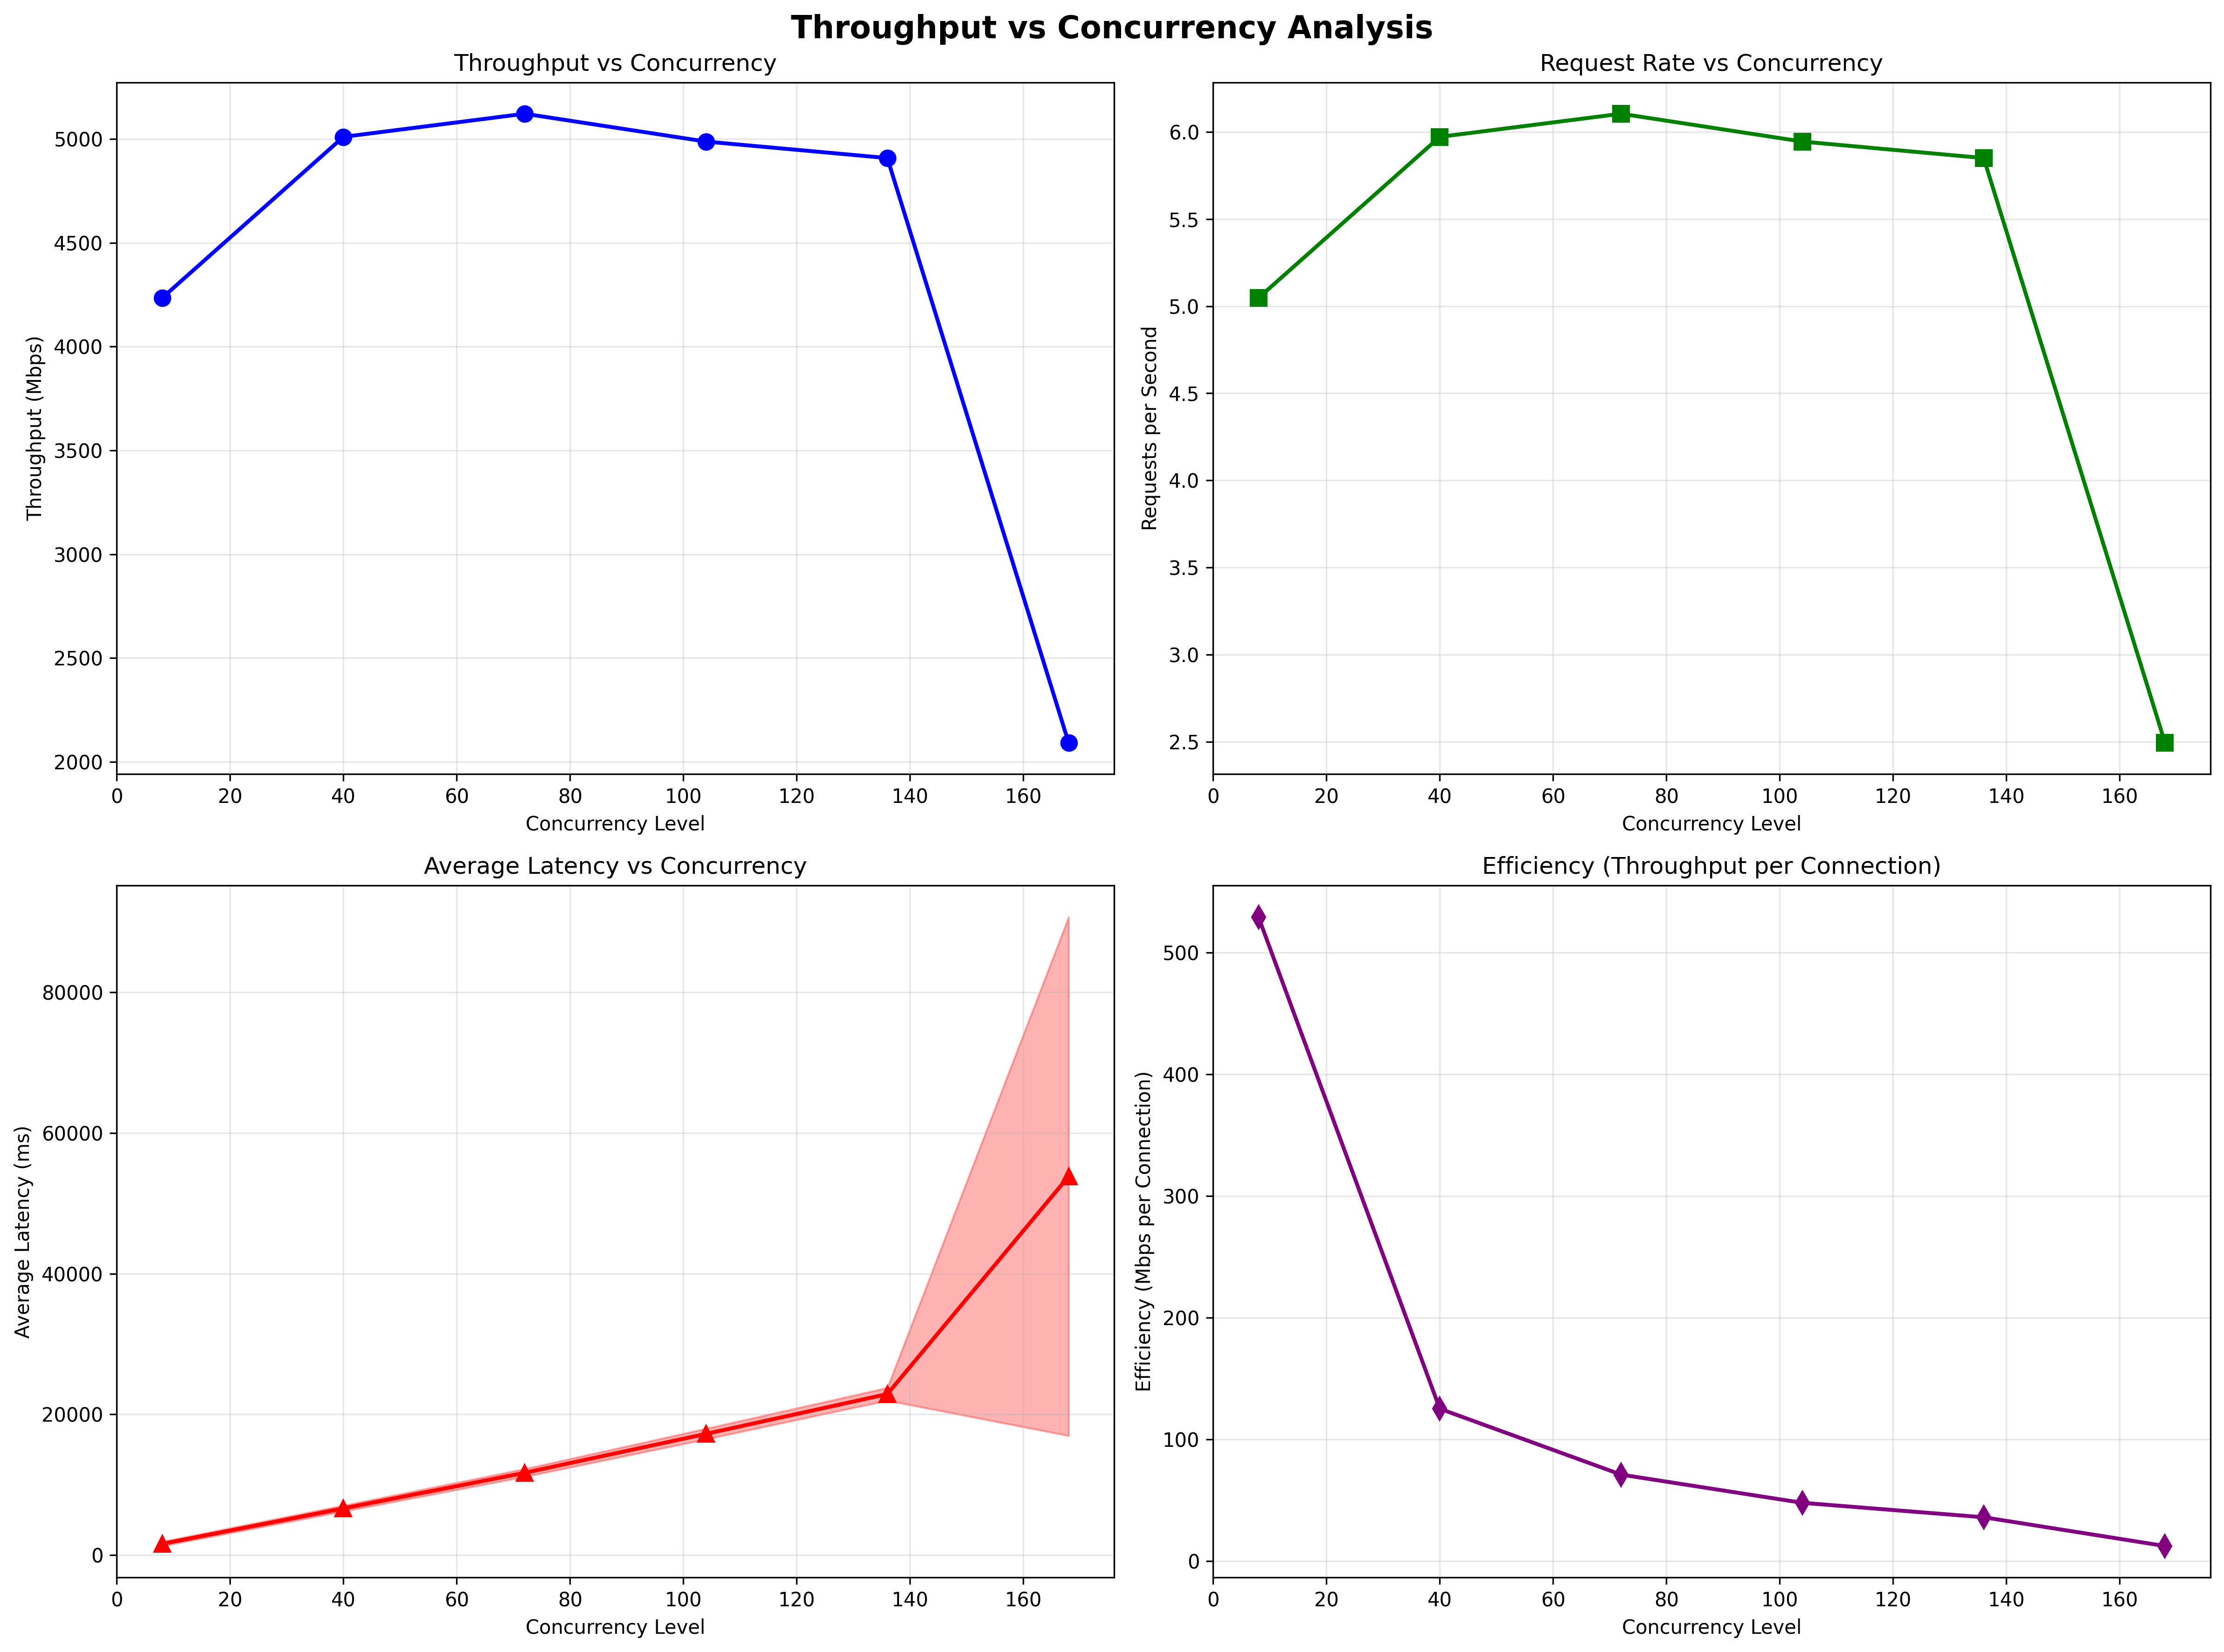 Throughput vs Concurrency Analysis
Throughput vs Concurrency
Throughput (Mbps)
5000
4500
4000
3500
3000
2500
2000
0 20 40 60 80 100 120 140 160
Concurrency Level
Request Rate vs Concurrency
Requests per Second
6.0
5.5
5.0
4.5
4.0
3.5
3.0
2.5
0 20 40 60 80 100 120 140 160
Concurrency Level
Average Latency vs Concurrency
Average Latency (ms)
80000
60000
40000
20000
0
0 20 40 60 80 100 120 140 160
Concurrency Level
Efficiency (Throughput per Connection)
Efficiency (Mbps per Connection)
500
400
300
200
100
0
0 20 40 60 80 100 120 140 160
Concurrency Level